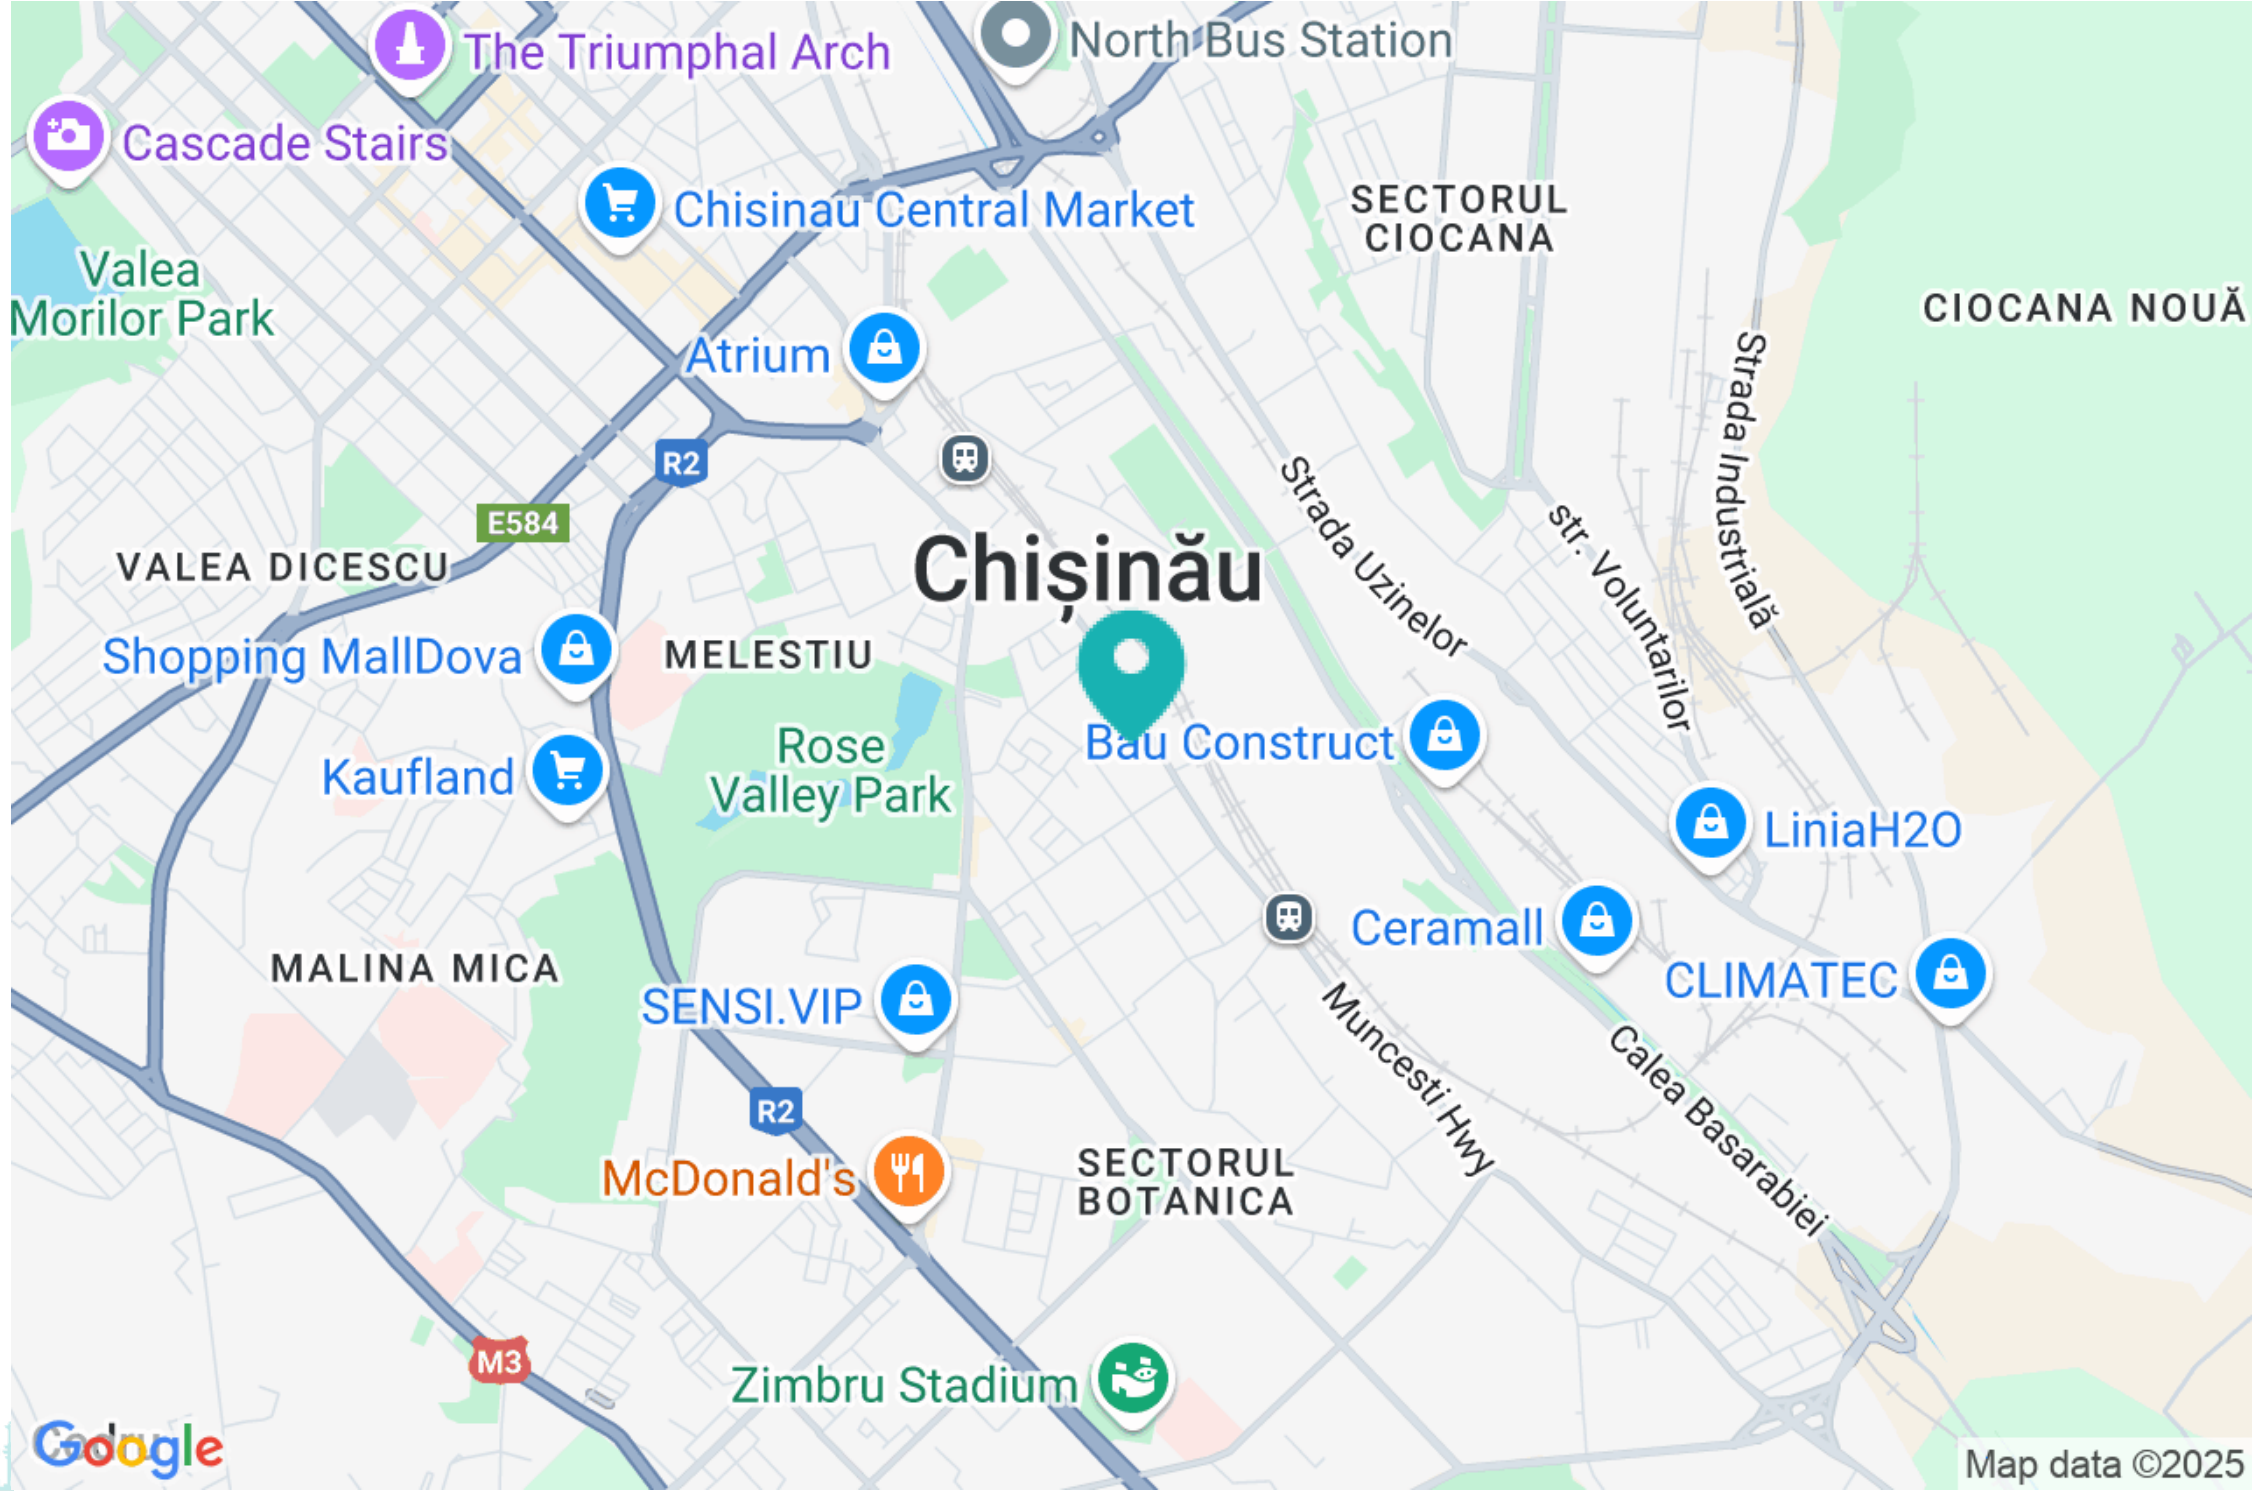 The Triumphal Arch
North Bus Station
Cascade Stairs
Chisinau Central Market
SECTORUL
CIOCANA
Valea
Morilor Park
CIOCANA NOUĂ
Atrium
Strada Industrială
R2
Strada Uzinelor
E584
str. Voluntarilor
Chișinău
VALEA DICESCU
Shopping MallDova
MELESTIU
Rose
Valley Park
Bau Construct
Kaufland
LiniaH2O
Ceramall
MALINA MICA
CLIMATEC
SENSI.VIP
Muncesti Hwy
Calea Basarabiei
R2
McDonald's
SECTORUL
BOTANICA
M3
Zimbru Stadium
Codru
Google
Map data ©2025